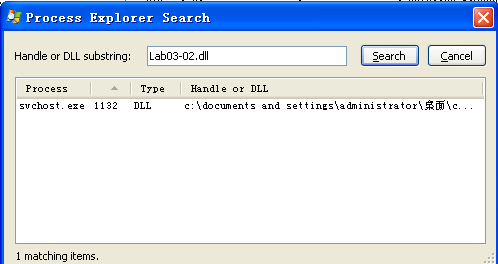 Process Explorer Search
Handle or DLL substring: Lab03-02.dll Search Cancel
Process Type Handle or DLL
svchost.exe 1132 DLL c:\documents and settings\administrator\桌面\c...
1 matching items.